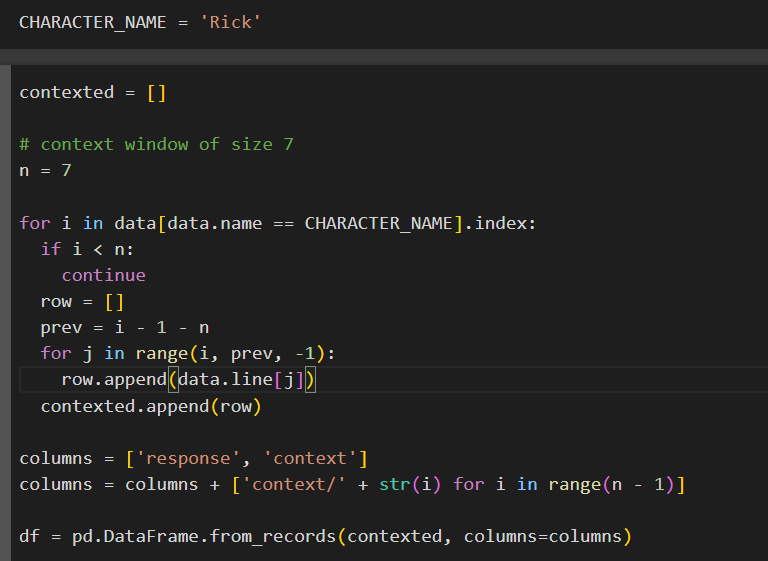 CHARACTER_NAME = 'Rick'
contexted = []
# context window of size 7
n = 7
for i in data[data.name == CHARACTER_NAME].index:
  if i < n:
    continue
  row = []
  prev = i - 1 - n
  for j in range(i, prev, -1):
    row.append(data.line[j])
  contexted.append(row)
columns = ['response', 'context']
columns = columns + ['context/' + str(i) for i in range(n - 1)]
df = pd.DataFrame.from_records(contexted, columns=columns)